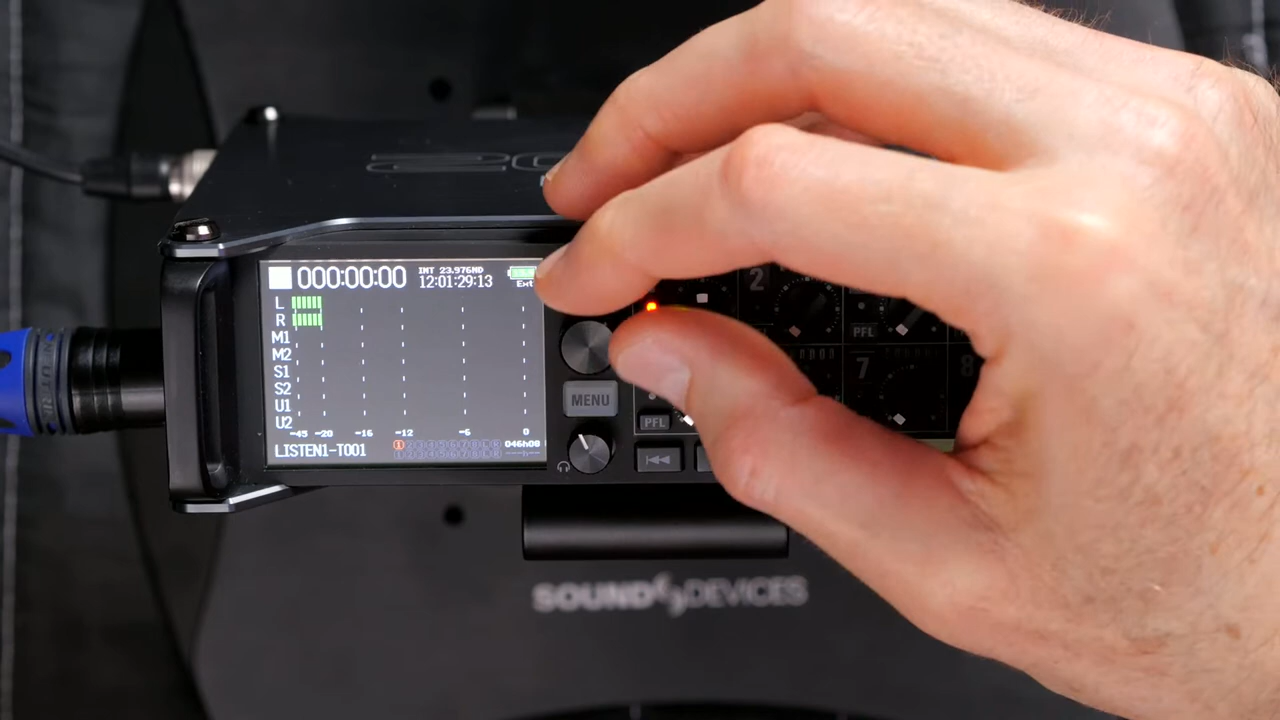 000:00:00
INT 23.976ND
12:01:29:13
Ext
L
R
M1
M2
S1
S2
U1
U2
-45 -20 -16 -12 -6 0
LISTEN1-T001
046h08
MENU
PFL
2
PFL
7
8
SOUND DEVICES